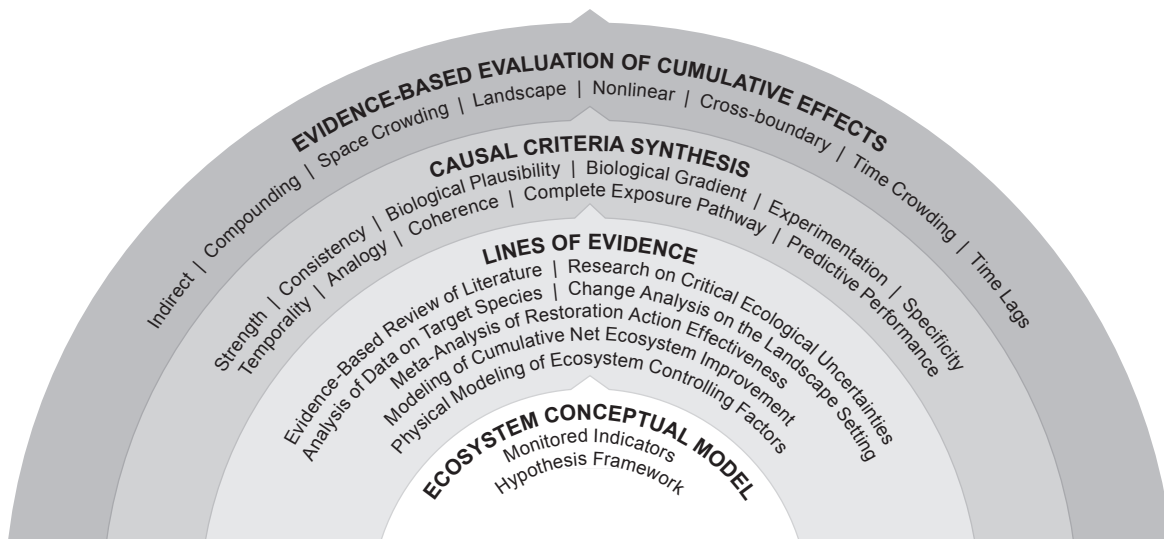 EVIDENCE-BASED EVALUATION OF CUMULATIVE EFFECTS
Indirect | Compounding | Space Crowding | Landscape | Nonlinear | Cross-boundary | Time Crowding | Time Lags
CAUSAL CRITERIA SYNTHESIS
Strength | Consistency | Biological Plausibility | Biological Gradient | Experimentation | Specificity
Temporality | Analogy | Coherence | Complete Exposure Pathway | Predictive Performance
LINES OF EVIDENCE
Evidence-Based Review of Literature | Research on Critical Ecological Uncertainties
Analysis of Data on Target Species | Change Analysis on the Landscape Setting
Meta-Analysis of Restoration Action Effectiveness
Modeling of Cumulative Net Ecosystem Improvement
Physical Modeling of Ecosystem Controlling Factors
ECOSYSTEM CONCEPTUAL MODEL
Monitored Indicators
Hypothesis Framework